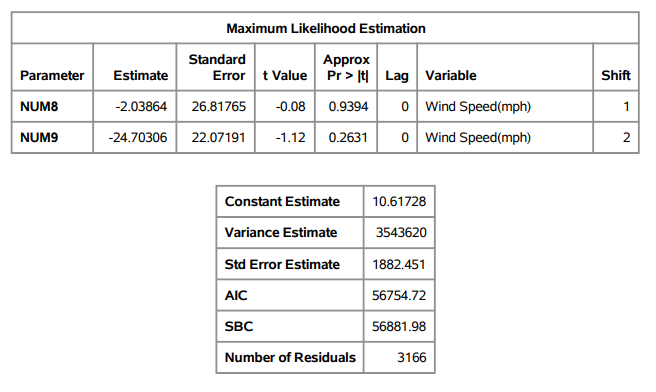 Maximum Likelihood Estimation
Parameter Estimate Standard Error t Value Approx Pr > |t| Lag Variable Shift
NUM8 -2.03864 26.81765 -0.08 0.9394 0 Wind Speed(mph) 1
NUM9 -24.70306 22.07191 -1.12 0.2631 0 Wind Speed(mph) 2
Constant Estimate 10.61728
Variance Estimate 3543620
Std Error Estimate 1882.451
AIC 56754.72
SBC 56881.98
Number of Residuals 3166